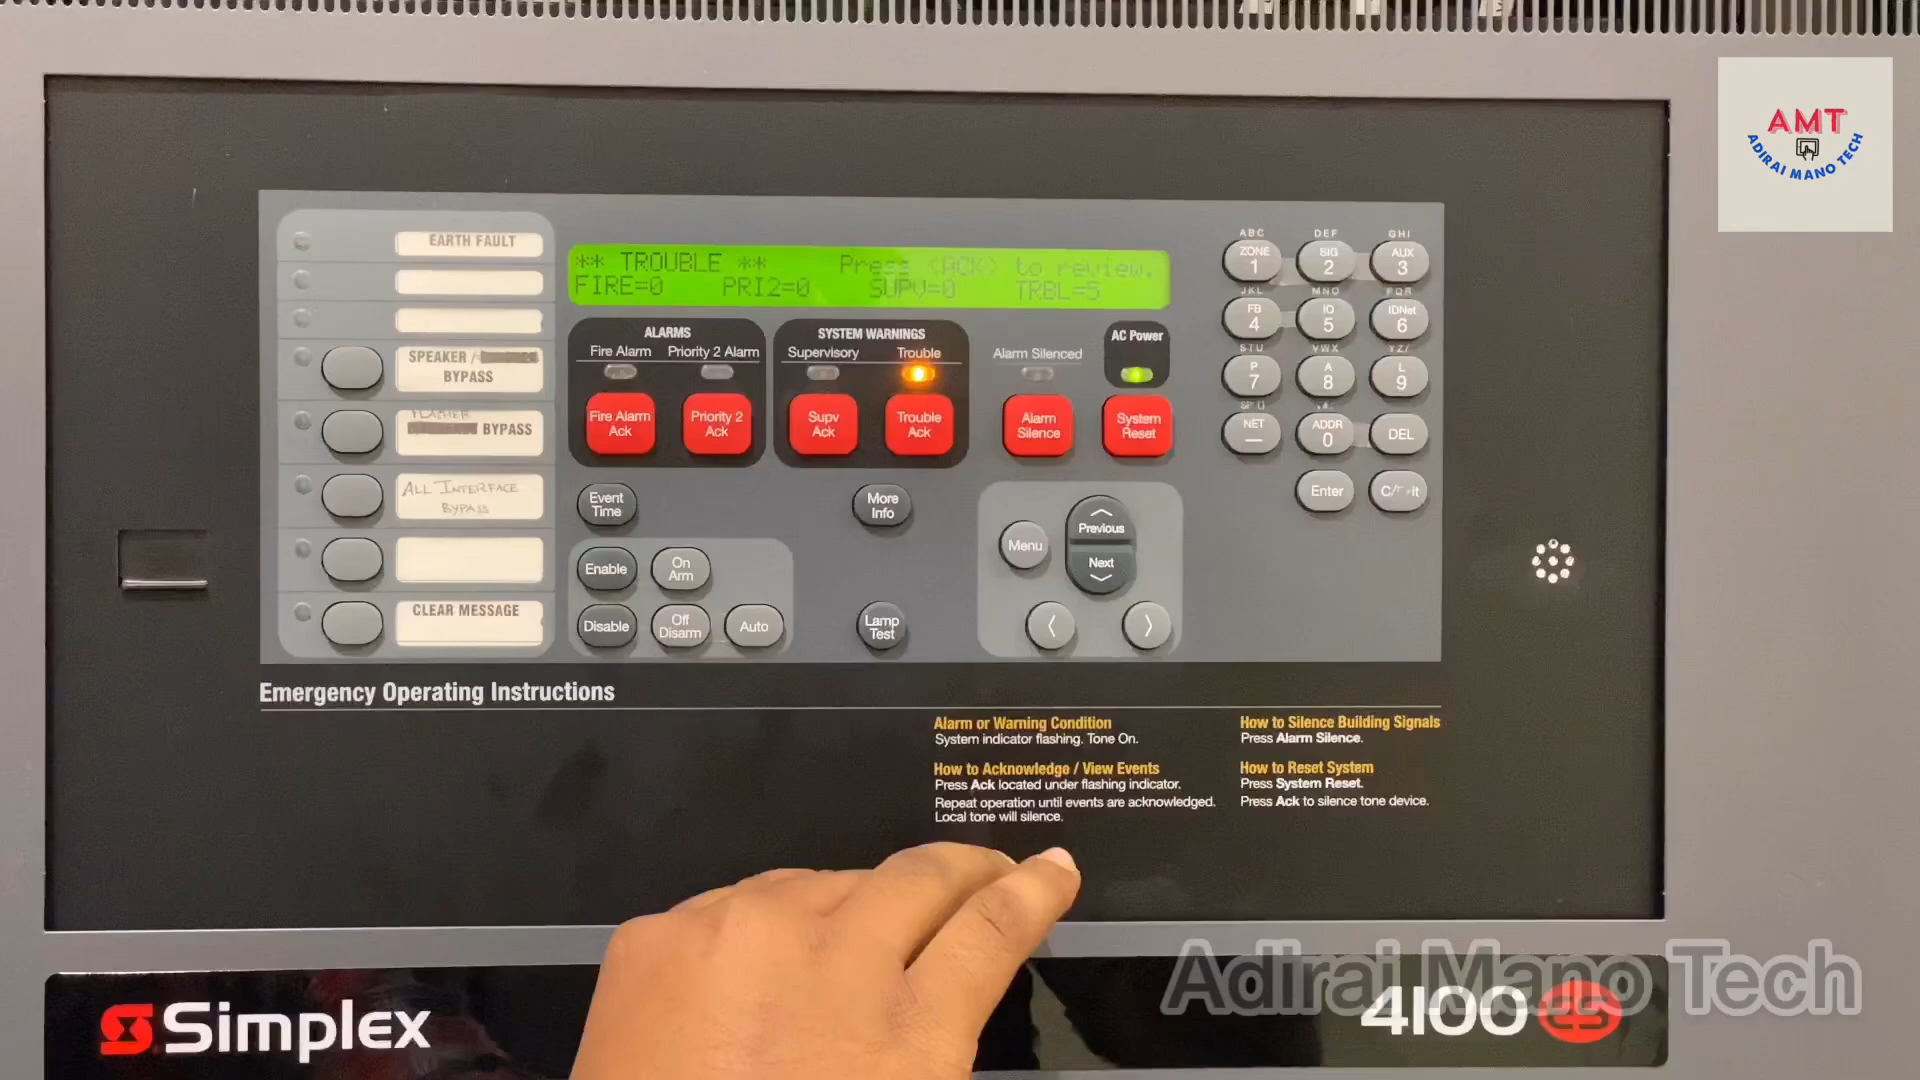 AMT
ADIRAI MANO TECH
EARTH FAULT
SPEAKER /
BYPASS
FLASHER
BYPASS
ALL INTERFACE
BYPASS
CLEAR MESSAGE
** TROUBLE ** Press <ACK> to review.
FIRE=0 PRI2=0 SUPV=0 TRBL=5
ALARMS
Fire Alarm Priority 2 Alarm
SYSTEM WARNINGS
Supervisory Trouble
Alarm Silenced
AC Power
Fire Alarm
Ack
Priority 2
Ack
Supv
Ack
Trouble
Ack
Alarm
Silence
System
Reset
Event
Time
More
Info
Enable
On
Arm
Disable
Off
Disarm
Auto
Lamp
Test
Menu
Previous
Next
ABC DEF GHI
ZONE SIG AUX
1 2 3
JKL MNO PQR
FB IO IDNet
4 5 6
STU VWX YZ/
P A L
7 8 9
SP ()
NET ADDR
0 DEL
Enter
Emergency Operating Instructions
Alarm or Warning Condition
System indicator flashing. Tone On.
How to Acknowledge / View Events
Press Ack located under flashing indicator.
Repeat operation until events are acknowledged.
Local tone will silence.
How to Silence Building Signals
Press Alarm Silence.
How to Reset System
Press System Reset.
Press Ack to silence tone device.
Adirai Mano Tech
Simplex
4100 ES